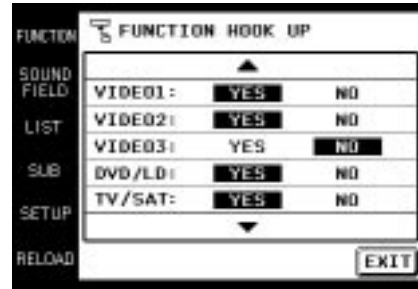 FUNCTION
SOUND FIELD
LIST
SUB
SETUP
RELOAD
FUNCTION HOOK UP
VIDEO1: YES NO
VIDEO2: YES NO
VIDEO3: YES NO
DVD/LD: YES NO
TV/SAT: YES NO
EXIT